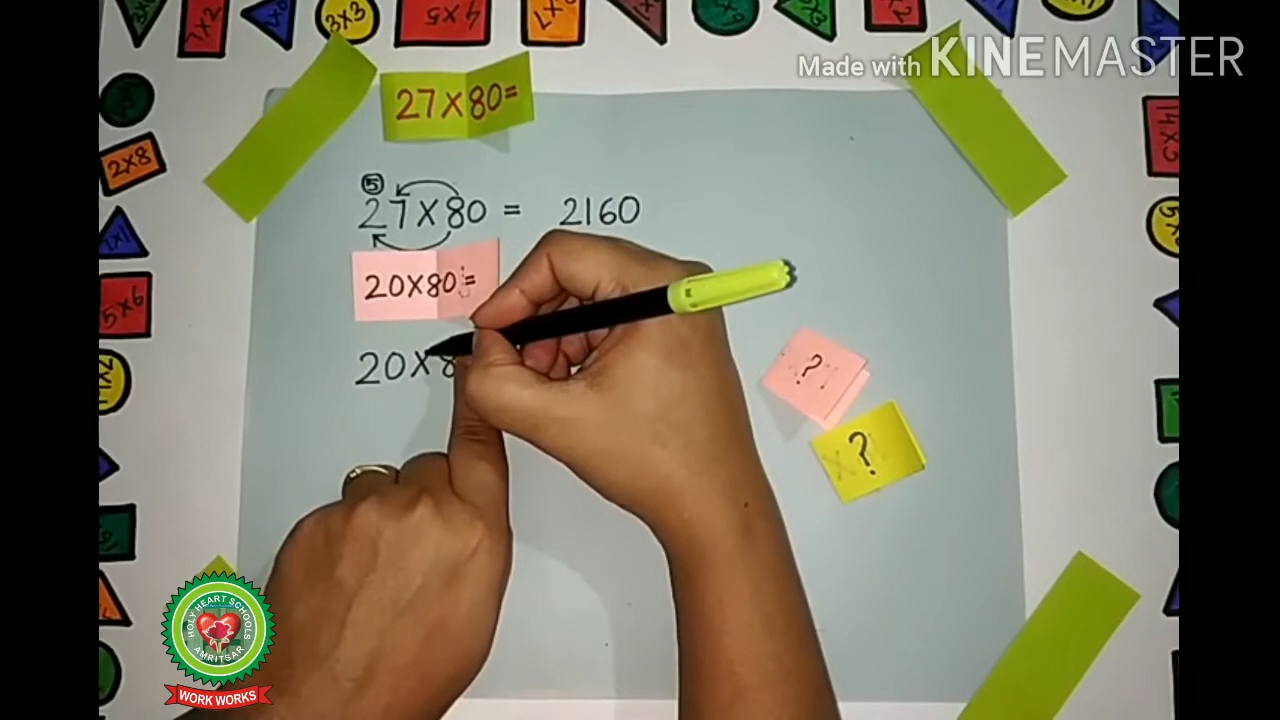 3x3
4x5
Made with KINEMASTER
27x80=
2x8
5
27x80 = 2160
20x80=
5x6
20x8
?
?
14x3
HOLY HEART SCHOOLS
AMRITSAR
WORK WORKS